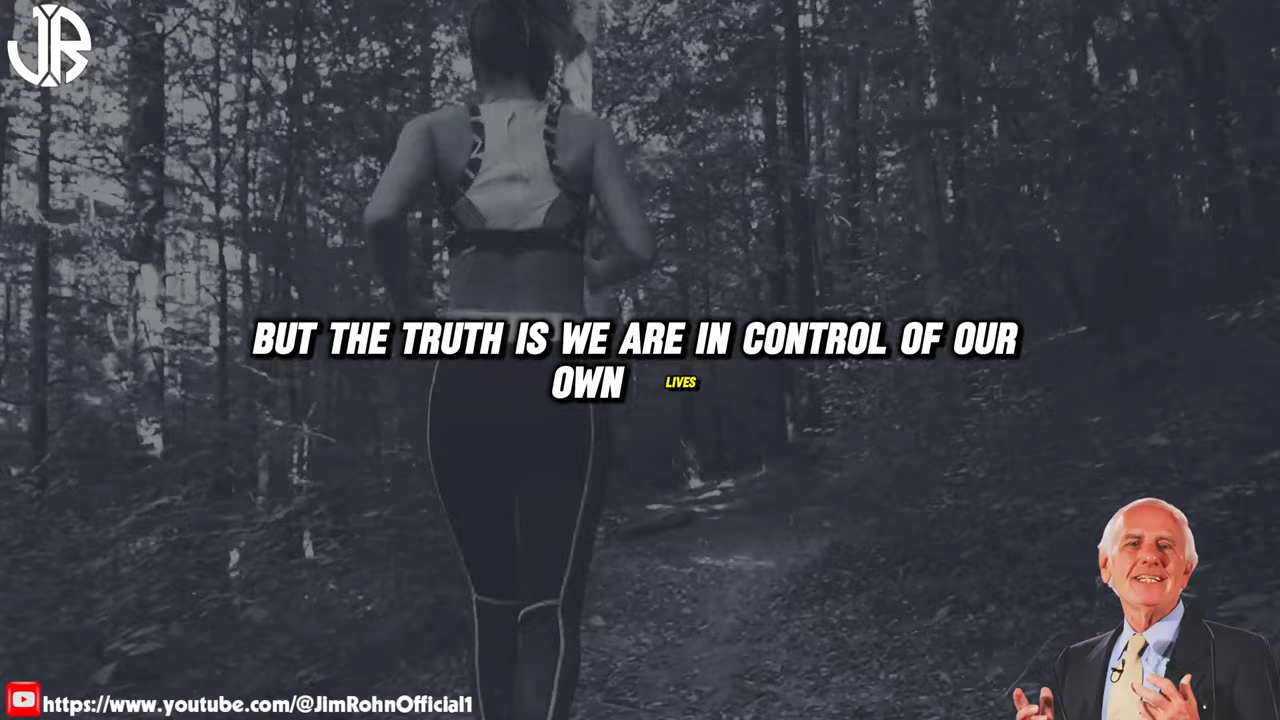 JR
BUT THE TRUTH IS WE ARE IN CONTROL OF OUR
OWN LIVES
https://www.youtube.com/@JimRohnOfficial1